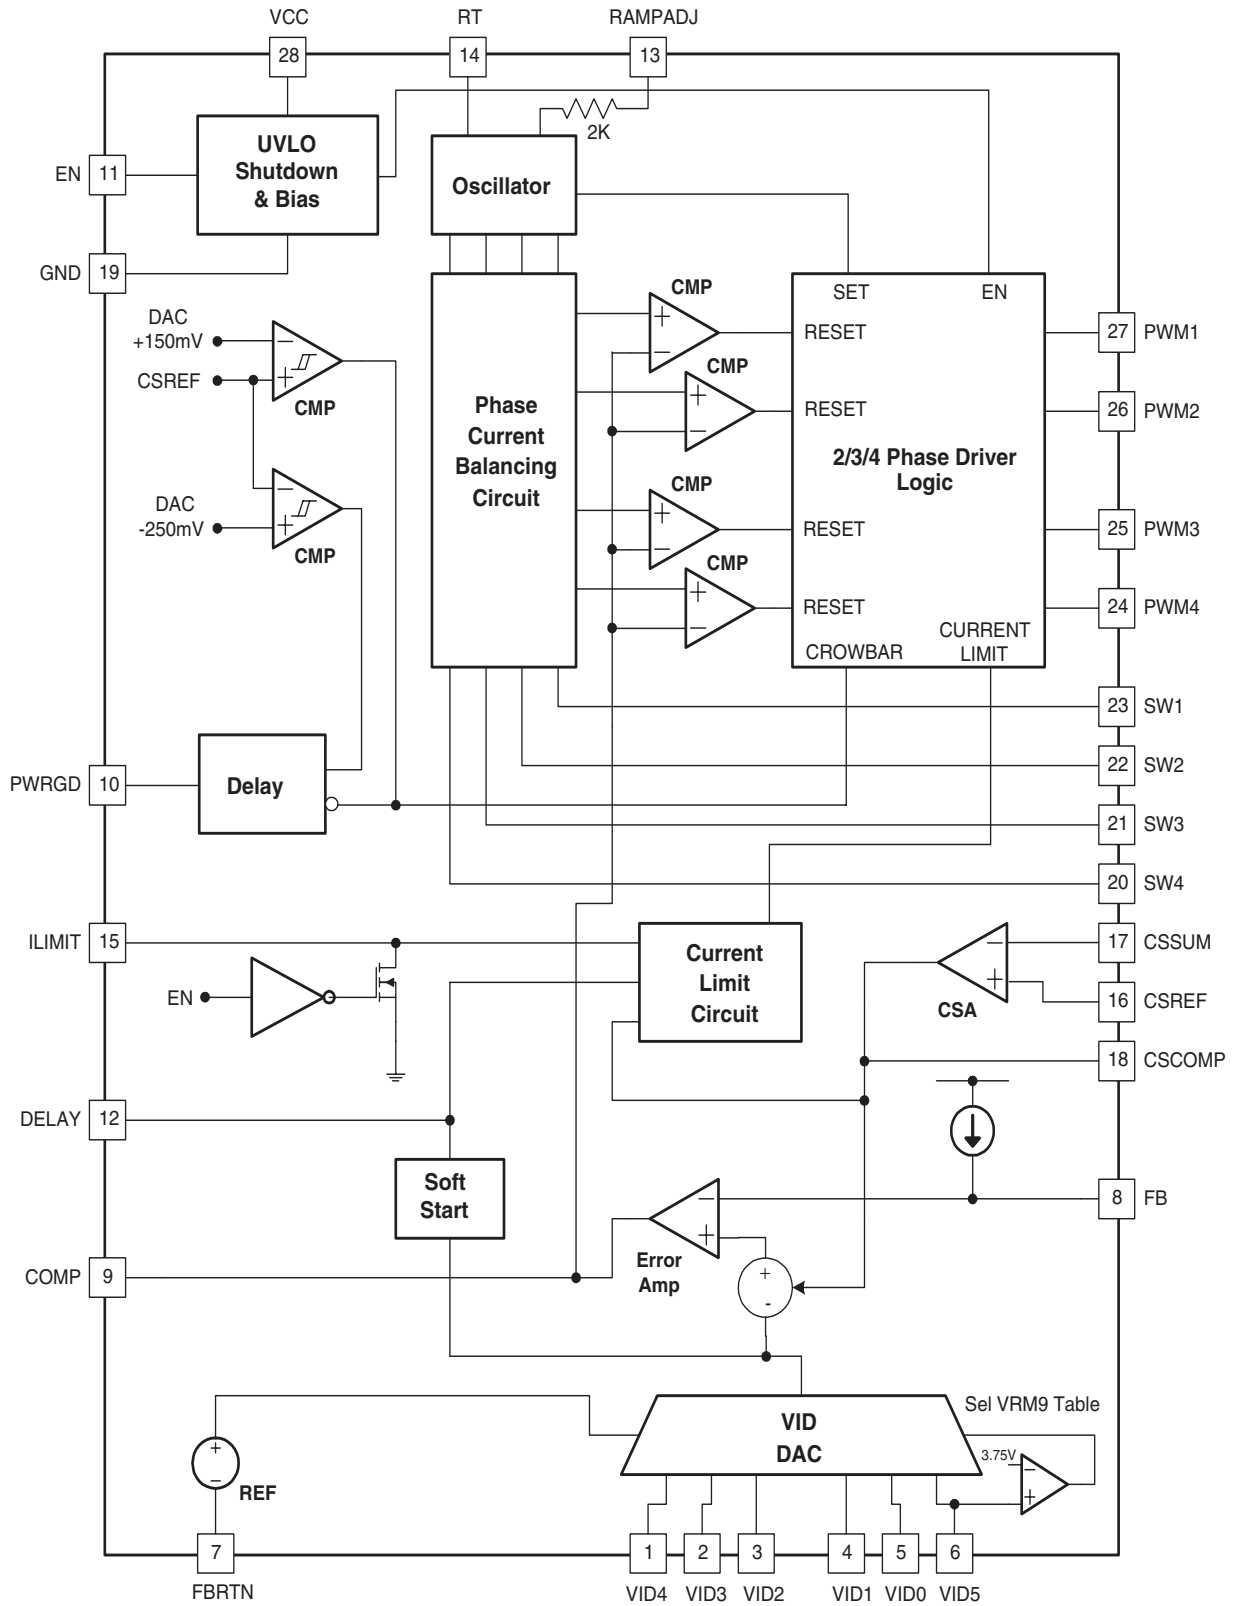 VCC
RT
RAMPADJ
28
14
13
2K
UVLO
Shutdown
& Bias
EN
11
Oscillator
GND
19
CMP
SET
EN
DAC
+150mV
−
+
CSREF
CMP
+
−
RESET
27
PWM1
CMP
+
−
RESET
26
PWM2
Phase
Current
Balancing
Circuit
2/3/4 Phase Driver
Logic
DAC
-250mV
−
+
CMP
CMP
+
−
RESET
25
PWM3
CMP
+
−
RESET
24
PWM4
CROWBAR
CURRENT
LIMIT
23
SW1
22
SW2
PWRGD
10
Delay
21
SW3
20
SW4
ILIMIT
15
Current
Limit
Circuit
−
+
CSA
17
CSSUM
EN
16
CSREF
18
CSCOMP
DELAY
12
Soft
Start
−
+
Error
Amp
8
FB
COMP
9
+
-
Sel VRM9 Table
VID
DAC
3.75V
−
+
+
−
REF
7
1
2
3
4
5
6
FBRTN
VID4
VID3
VID2
VID1
VID0
VID5